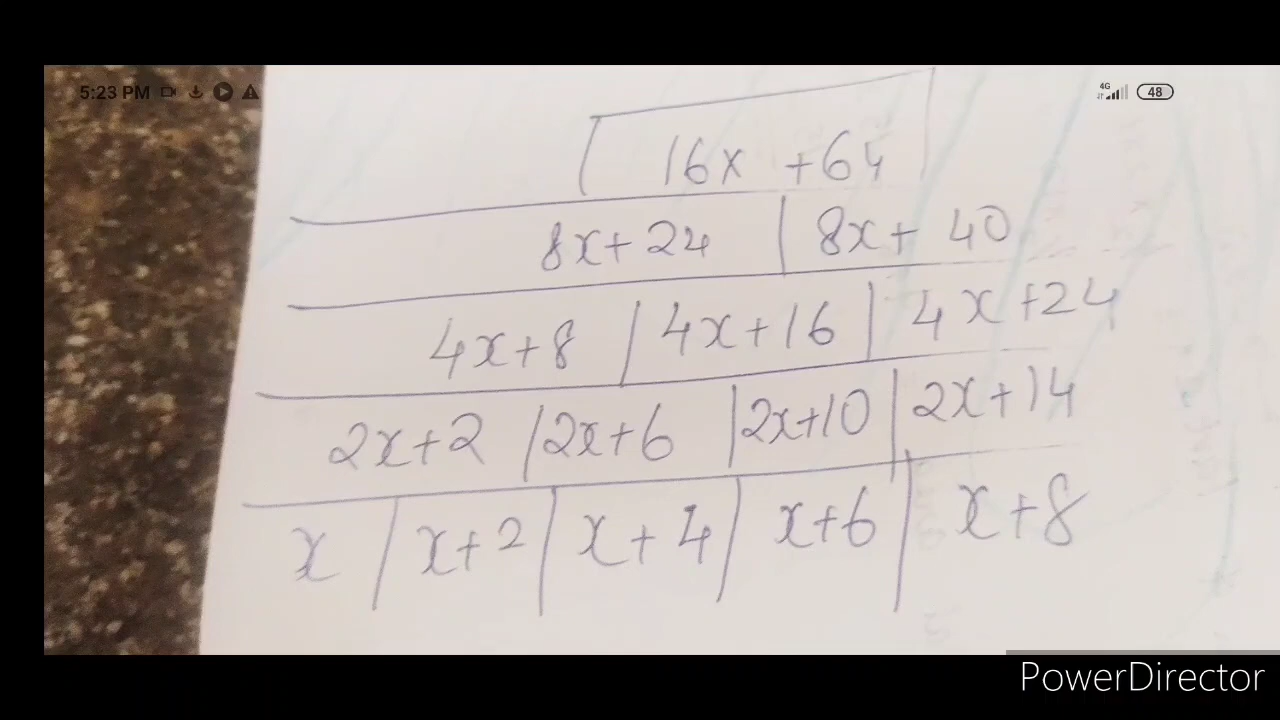 5:23 PM
4G
48
16x + 64
8x + 24 | 8x + 40
4x + 8 | 4x + 16 | 4x + 24
2x + 2 | 2x + 6 | 2x + 10 | 2x + 14
x | x + 2 | x + 4 | x + 6 | x + 8
PowerDirector